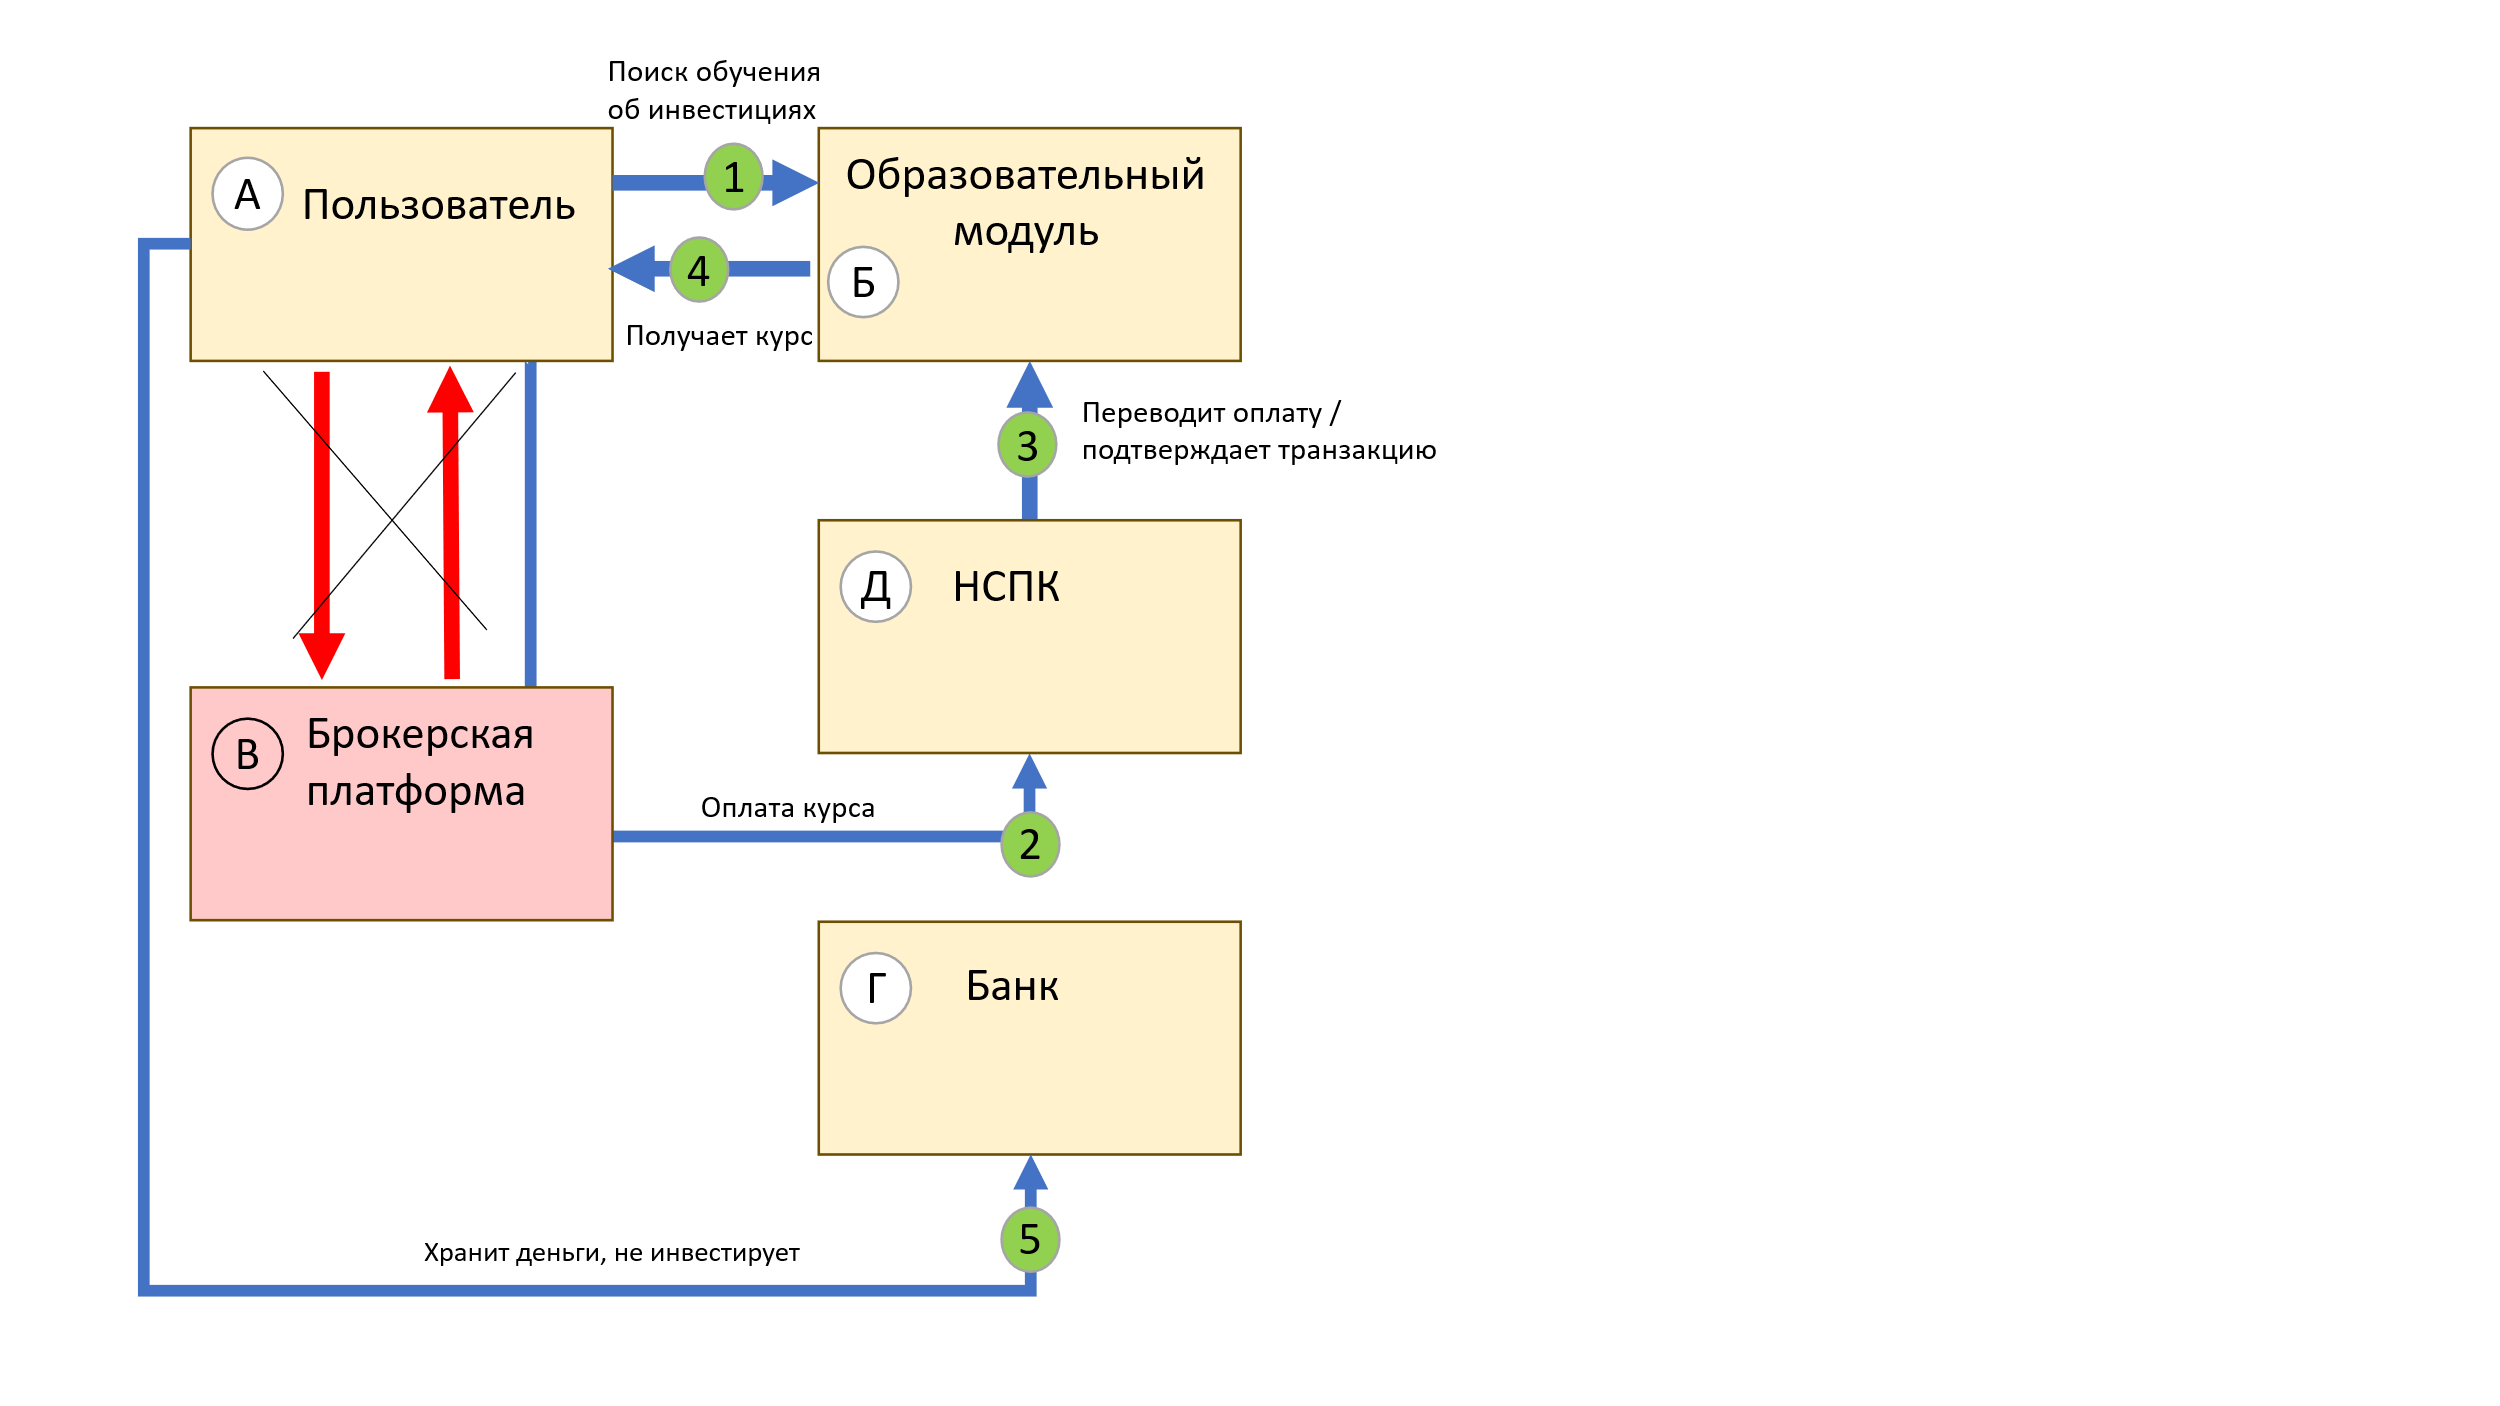 Поиск обучения
об инвестициях
А
Пользователь
1
Образовательный
модуль
4
Б
Получает курс
3
Переводит оплату /
подтверждает транзакцию
Д
НСПК
В
Брокерская
платформа
Оплата курса
2
Г
Банк
Хранит деньги, не инвестирует
5